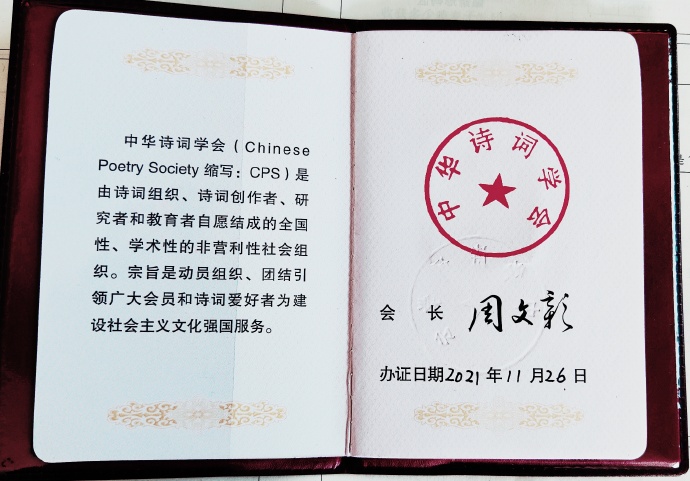 中华诗词学会（Chinese
Poetry Society 缩写：CPS）是
由诗词组织、诗词创作者、研
究者和教育者自愿结成的全国
性、学术性的非营利性社会组
织。宗旨是动员组织、团结引
领广大会员和诗词爱好者为建
设社会主义文化强国服务。
中华诗词学会
会 长 周文彰
办证日期2021年11月26日